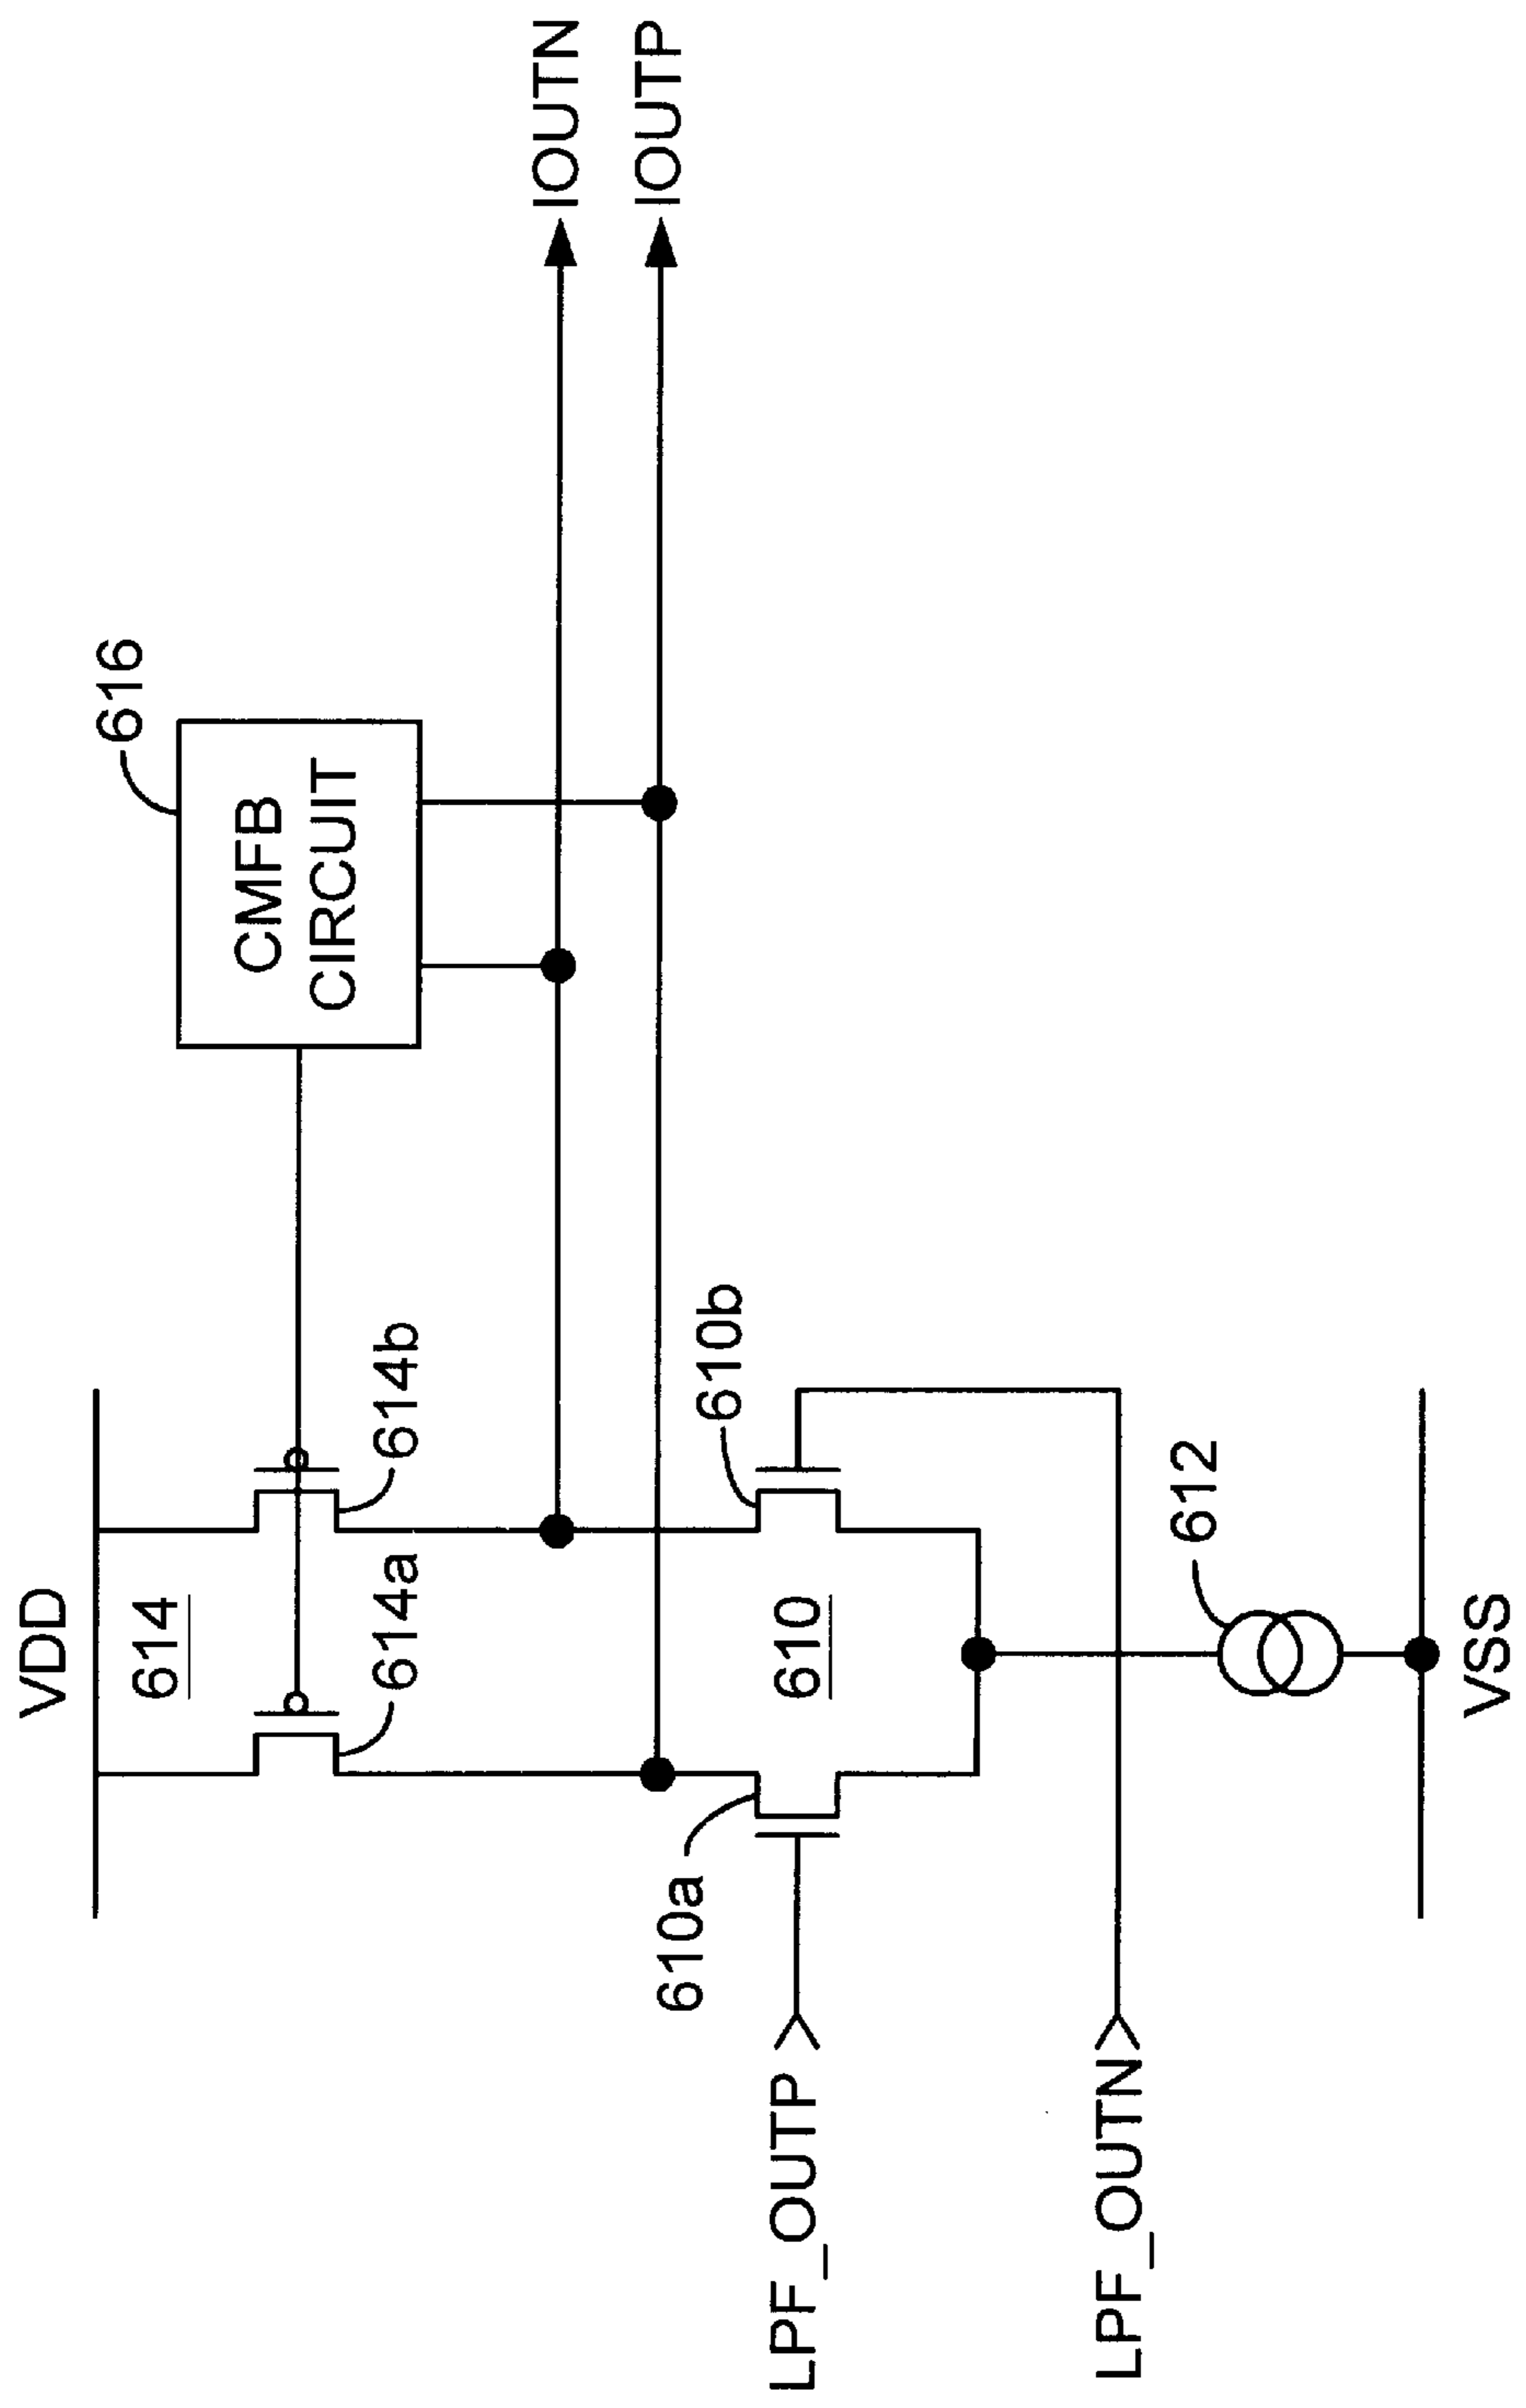 VDD
614
614a
614b
616
CMFB
CIRCUIT
IOUTN
IOUTP
610a
610
610b
LPF_OUTP
LPF_OUTN
612
VSS